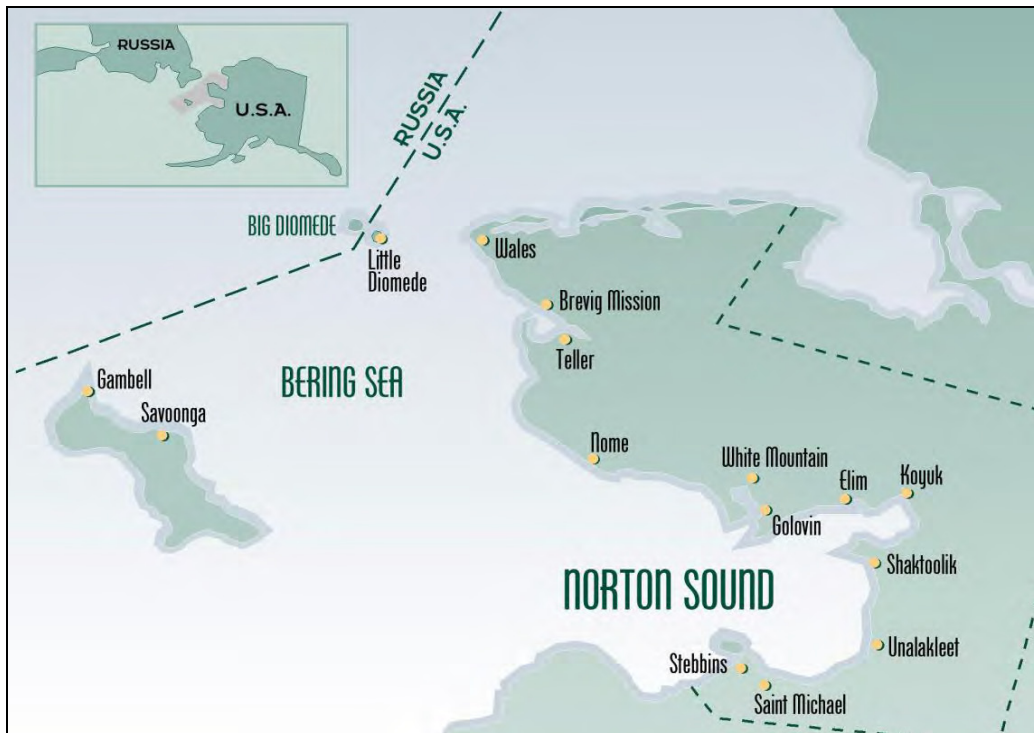 RUSSIA
U.S.A.
RUSSIA
U.S.A.
BIG DIOMEDE
Little
Diomede
Wales
Brevig Mission
Teller
Gambell
BERING SEA
Savoonga
Nome
White Mountain
Elim
Koyuk
Golovin
Shaktoolik
NORTON SOUND
Unalakleet
Stebbins
Saint Michael